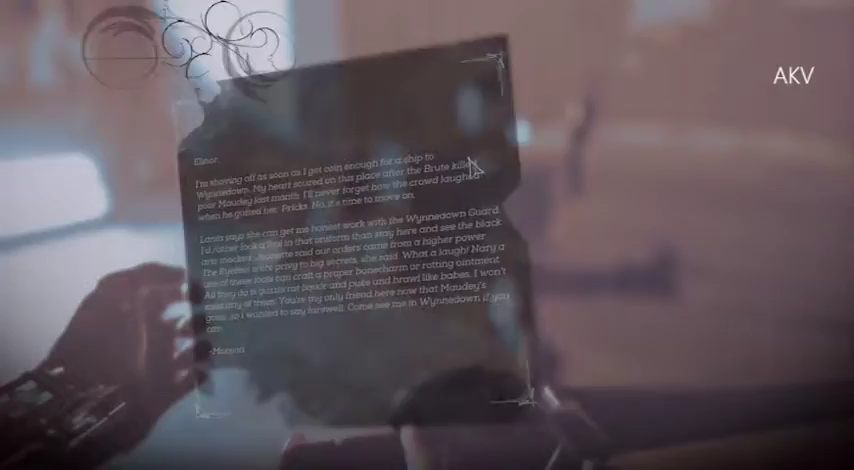 AKV
Elinor
I'm shoving off as soon as I get coin enough for a ship to
Wynnedown. My heart soured on this place after the Brute killed
poor Maudey last month. I'll never forget how the crowd laughed
when he gutted her. Pricks. No, it's time to move on.
Lania says she can get me honest work with the Wynnedown Guard.
I'd rather look a in that uniform than stay here and see the black
arts mockers. Jeanette said our orders came from a higher power
The Eyeless privy to big secrets, she said. What a laugh! Nary a
one of these can craft a proper bonecharm or rotting ointment
All they do is guzzle rat liquor and puke and brawl like babes. I won't
miss any of them. You're my only friend here now that Maudey's
gone, so I wanted to say farewell. Come see me in Wynnedown if you
can